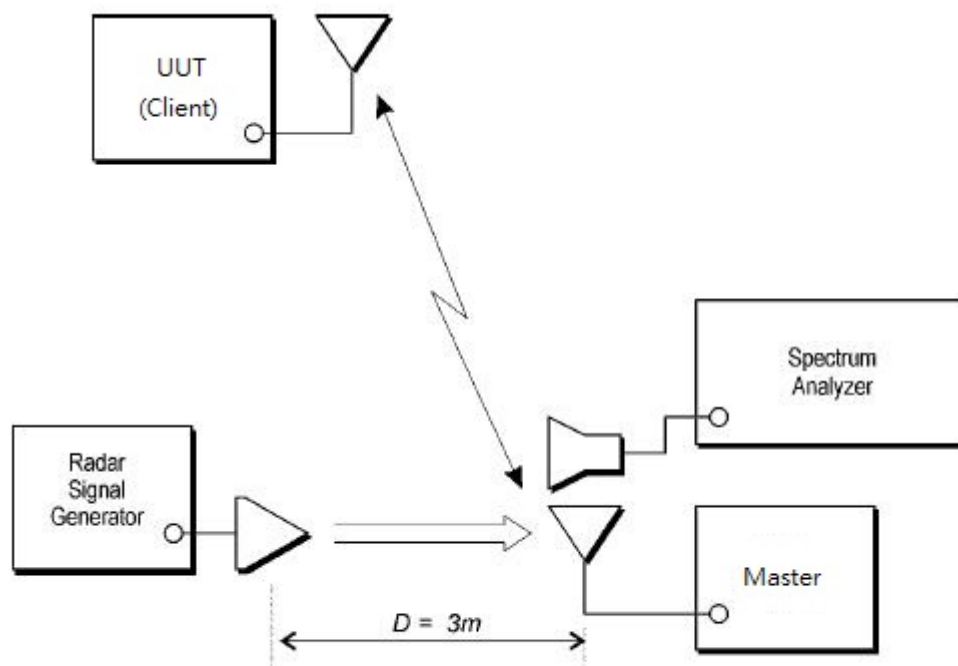 UUT
(Client)
Spectrum
Analyzer
Radar
Signal
Generator
Master
D = 3m